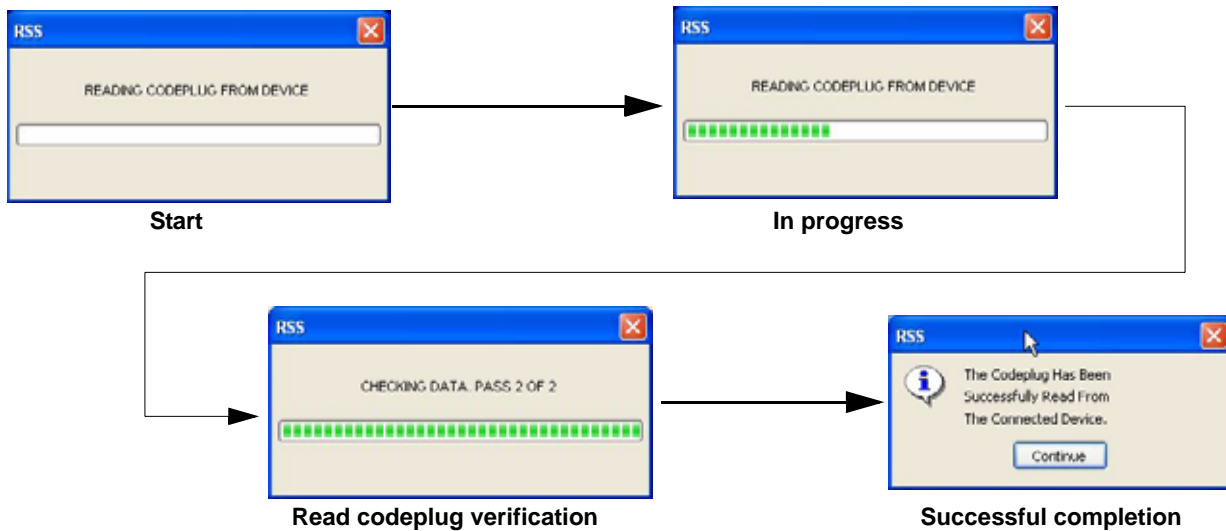 RSS
READING CODEPLUG FROM DEVICE
Start
RSS
READING CODEPLUG FROM DEVICE
In progress
RSS
CHECKING DATA. PASS 2 OF 2
Read codeplug verification
RSS
The Codeplug Has Been
Successfully Read From
The Connected Device.
Continue
Successful completion